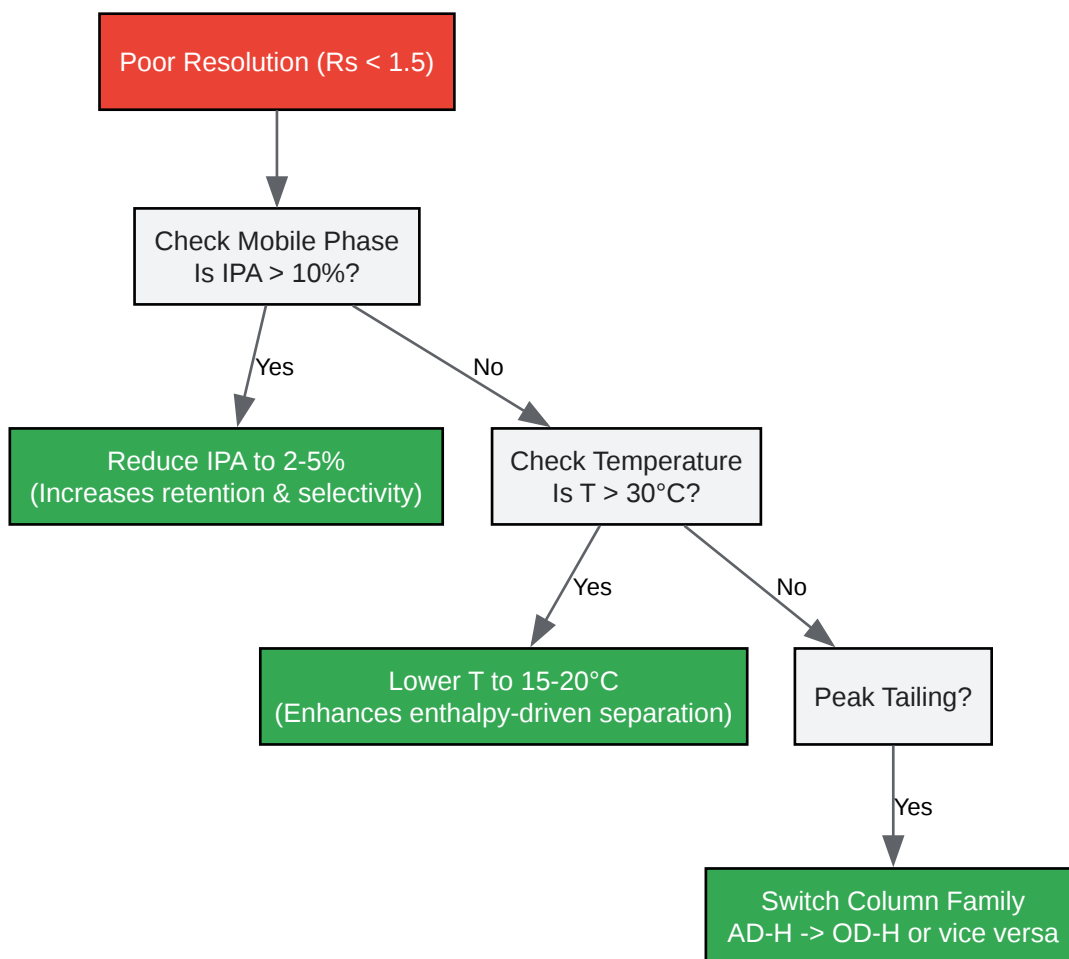 Poor Resolution (Rs < 1.5)
Check Mobile Phase
Is IPA > 10%?
Yes
No
Reduce IPA to 2-5%
(Increases retention & selectivity)
Check Temperature
Is T > 30°C?
Yes
No
Lower T to 15-20°C
(Enhances enthalpy-driven separation)
Peak Tailing?
Yes
Switch Column Family
AD-H -> OD-H or vice versa